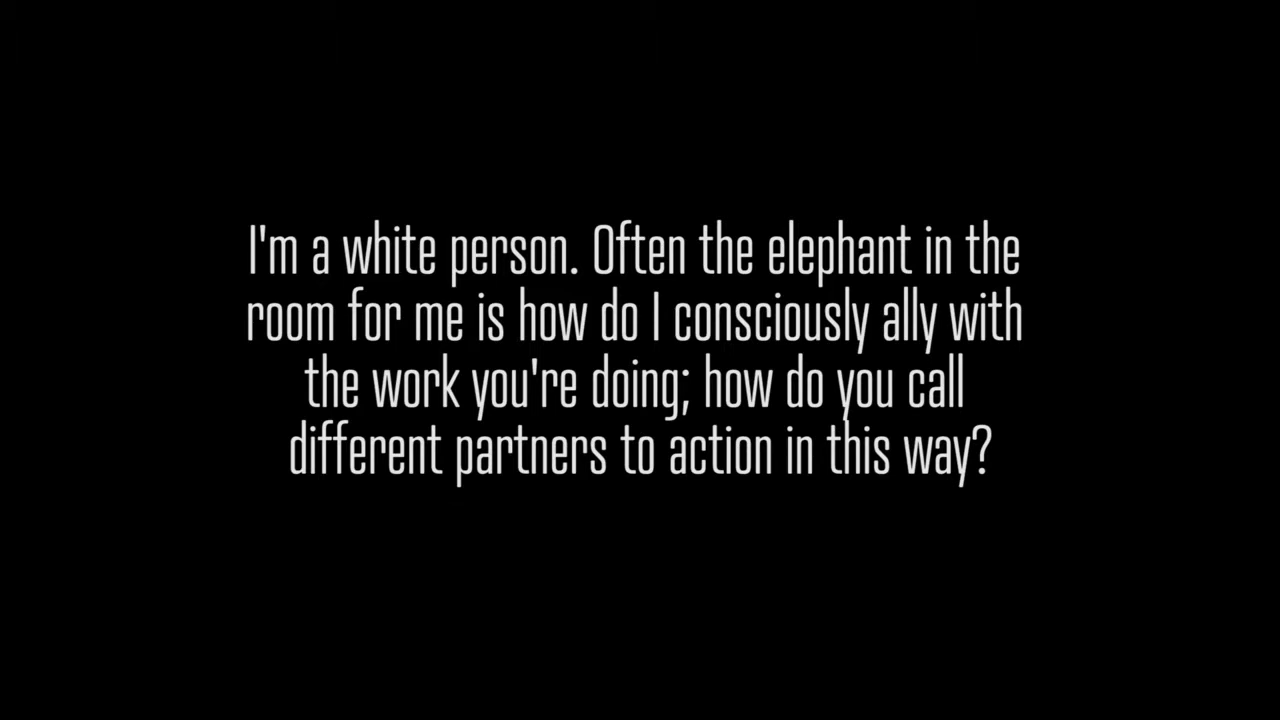 I'm a white person. Often the elephant in the
room for me is how do I consciously ally with
the work you're doing; how do you call
different partners to action in this way?